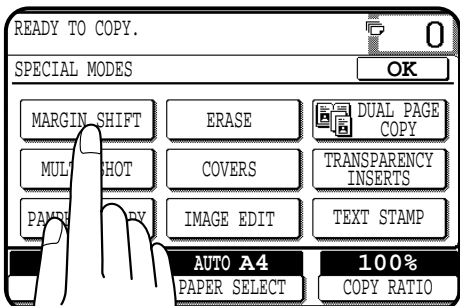 READY TO COPY.
0
SPECIAL MODES
OK
MARGIN SHIFT
ERASE
DUAL PAGE
COPY
SHOT
COVERS
TRANSPARENCY
INSERTS
IMAGE EDIT
TEXT STAMP
AUTO A4
100%
PAPER SELECT
COPY RATIO